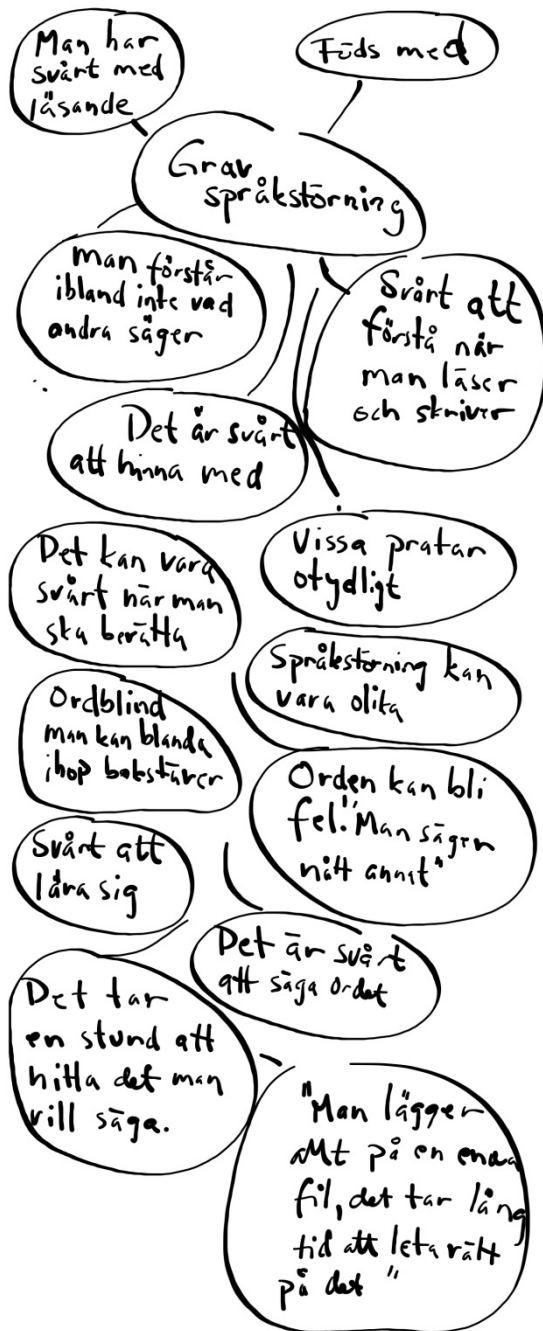 Man har
svårt med
läsande
Föds med
Grav
språkstörning
man förstår
ibland inte vad
andra säger
Svårt att
förstå när
man läser
och skriver
Det är svårt
att hinna med
Vissa pratar
otydligt
Det kan vara
svårt när man
ska berätta
Språkstörning kan
vara olika
Ordblind
man kan blanda
ihop bokstäver
Orden kan bli
fel. "Man säger
nått annat"
Svårt att
lära sig
Det är svårt
att säga ordet
Det tar
en stund att
hitta det man
vill säga.
"Man lägger
allt på en enda
fil, det tar lång
tid att leta rätt
på det"